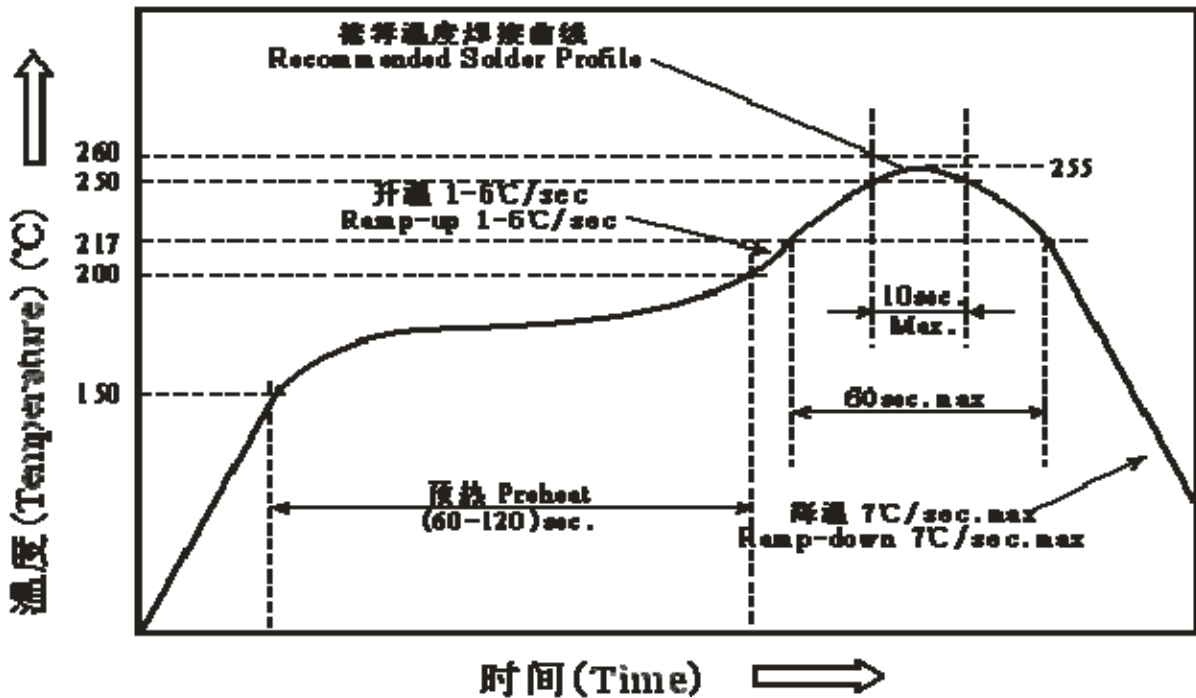 推荐温度焊接曲线
Recommended Solder Profile
260
250
255
升温 1-6℃/sec
Ramp-up 1-6℃/sec
217
200
10sec.
Max.
150
60sec.max
预热 Preheat
(60-120)sec.
降温 7℃/sec.max
Ramp-down 7℃/sec.max
温度(Temperature)(℃)
时间(Time)